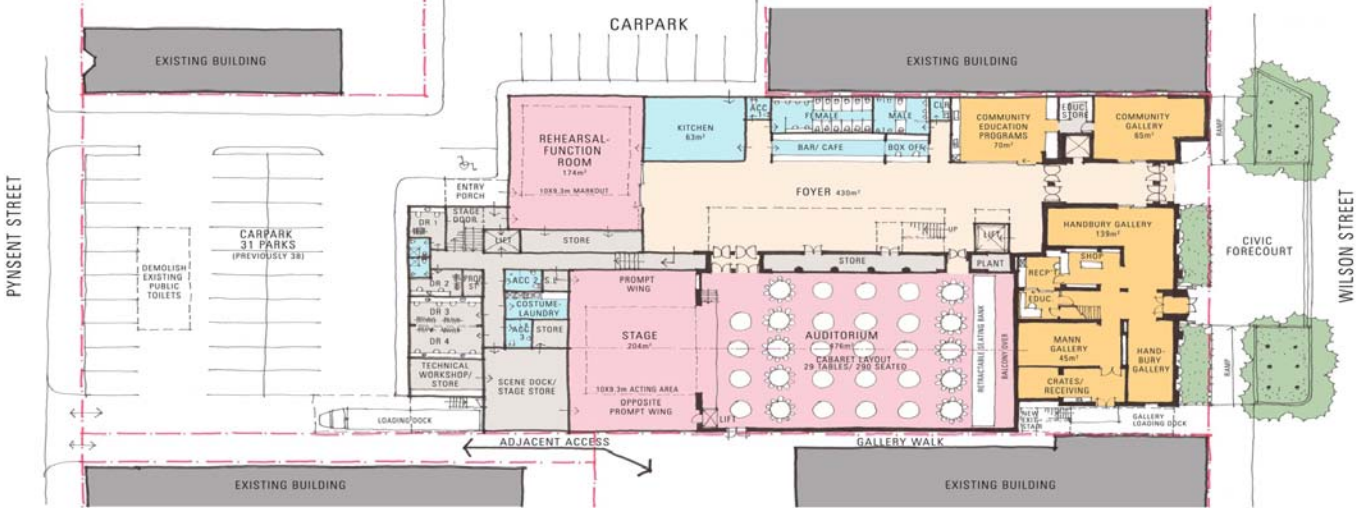 CARPARK
EXISTING BUILDING
EXISTING BUILDING
REHEARSAL-
FUNCTION
ROOM
174m²
10X9.3m MARKOUT
KITCHEN
63m²
ACC 1
FEMALE
MALE
CLR
BAR/ CAFE
BOX OFF
COMMUNITY
EDUCATION
PROGRAMS
70m²
EDUC
STORE
COMMUNITY
GALLERY
65m²
RAMP
PYNSENT STREET
CARPARK
31 PARKS
(PREVIOUSLY 38)
DEMOLISH
EXISTING
PUBLIC
TOILETS
ENTRY
PORCH
STAGE
DOOR
DR 1
LIFT
STORE
FOYER 430m²
UP
LIFT
HANDBURY GALLERY
139m²
CIVIC
FORECOURT
WILSON STREET
DR 2
ACC 2
COSTUME-
LAUNDRY
ACC
3
STORE
DR 3
DR 4
TECHNICAL
WORKSHOP/
STORE
SCENE DOCK/
STAGE STORE
LOADING DOCK
PROMPT
WING
STAGE
204m²
10X9.3m ACTING AREA
OPPOSITE
PROMPT WING
LIFT
STORE
PLANT
AUDITORIUM
476m²
CABARET LAYOUT
29 TABLES/ 290 SEATED
RETRACTABLE SEATING BANK
BALCONY OVER
RECP'T
SHOP
EDUC
MANN
GALLERY
45m²
HAND-
BURY
GALLERY
CRATES/
RECEIVING
NEW
EXIT
STAIR
GALLERY
LOADING DOCK
RAMP
ADJACENT ACCESS
GALLERY WALK
EXISTING BUILDING
EXISTING BUILDING